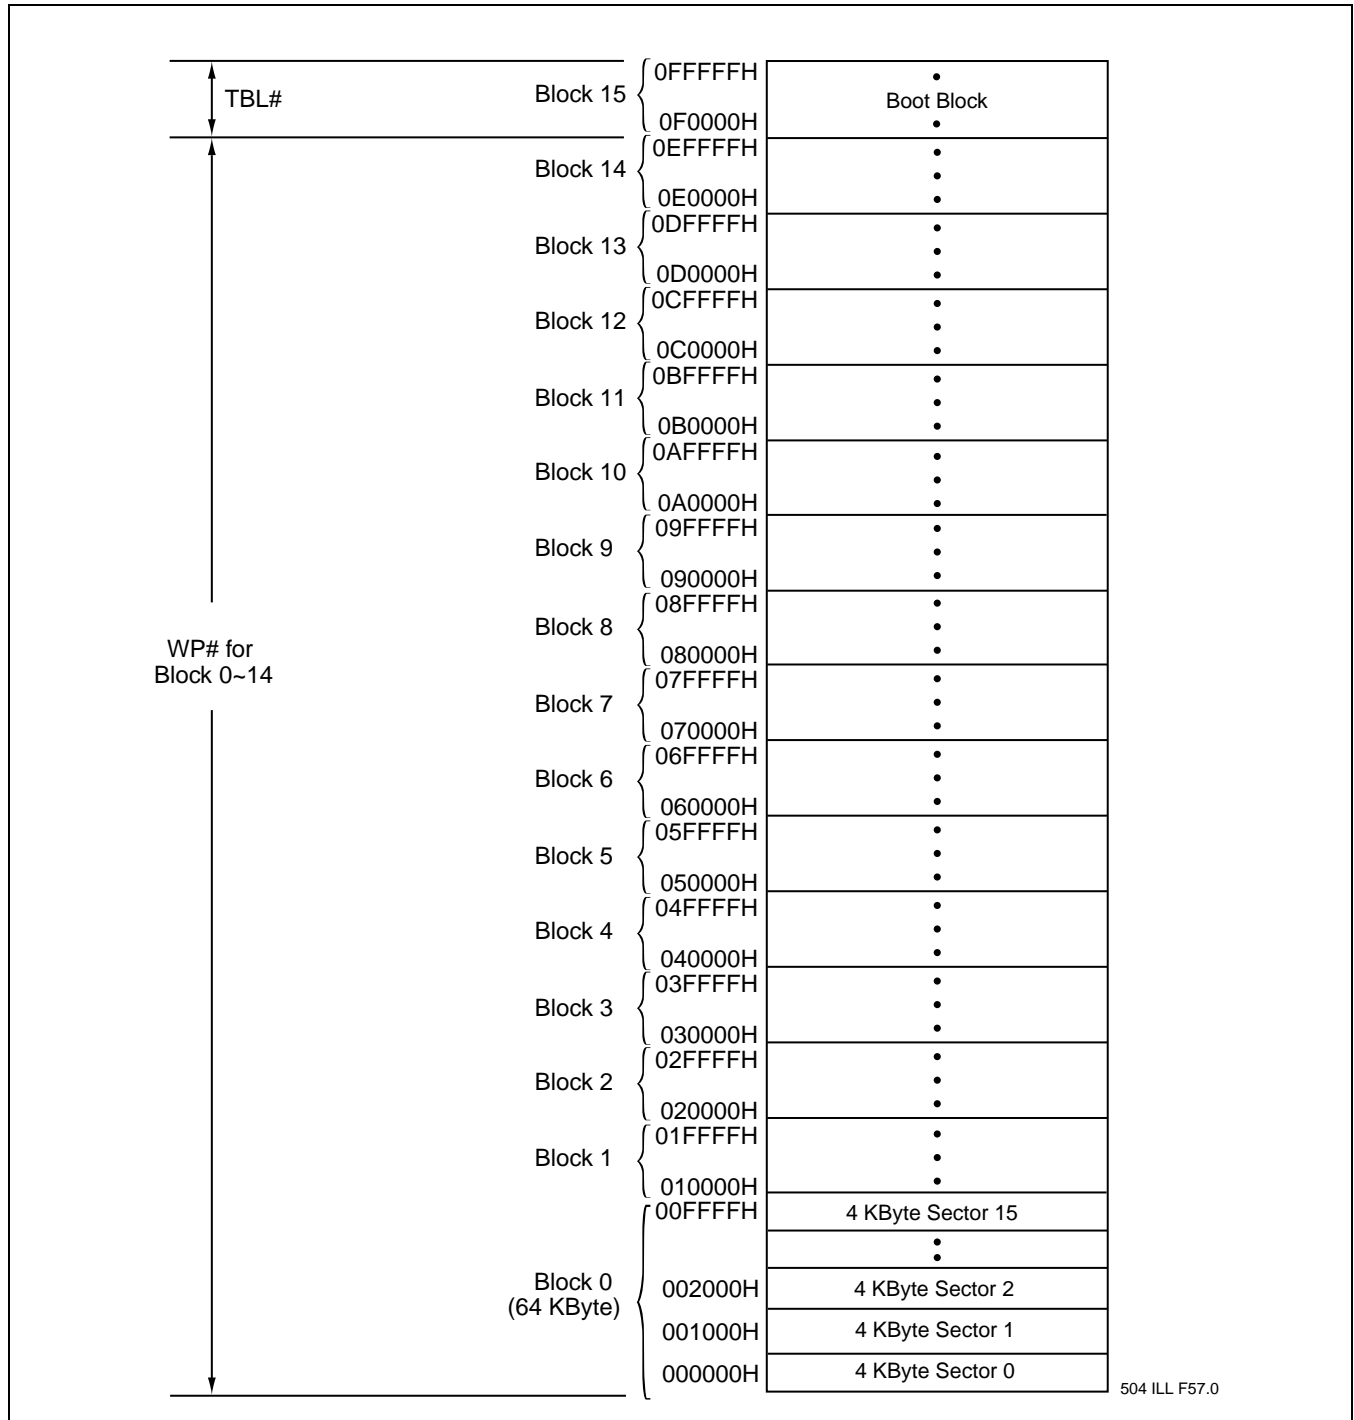 0FFFFFH
TBL#
Block 15
Boot Block
0F0000H
0EFFFFH
Block 14
0E0000H
0DFFFFH
Block 13
0D0000H
0CFFFFH
Block 12
0C0000H
0BFFFFH
Block 11
0B0000H
0AFFFFH
Block 10
0A0000H
09FFFFH
Block 9
090000H
08FFFFH
Block 8
080000H
WP# for
Block 0~14
07FFFFH
Block 7
070000H
06FFFFH
Block 6
060000H
05FFFFH
Block 5
050000H
04FFFFH
Block 4
040000H
03FFFFH
Block 3
030000H
02FFFFH
Block 2
020000H
01FFFFH
Block 1
010000H
00FFFFH
4 KByte Sector 15
Block 0
(64 KByte)
002000H
4 KByte Sector 2
001000H
4 KByte Sector 1
000000H
4 KByte Sector 0
504 ILL F57.0